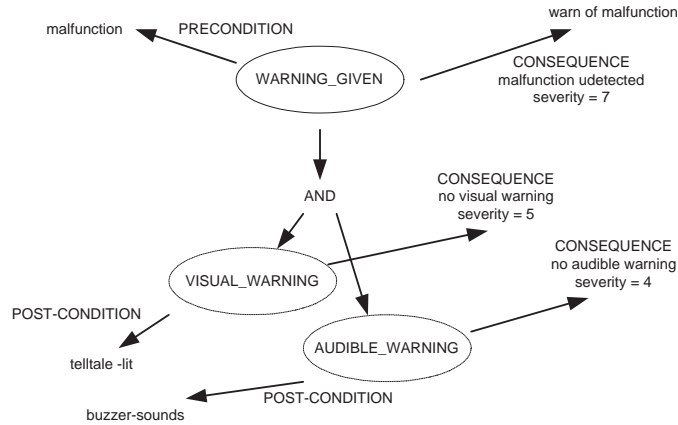 warn of malfunction
malfunction
PRECONDITION
WARNING_GIVEN
CONSEQUENCE
malfunction udetected
severity = 7
AND
CONSEQUENCE
no visual warning
severity = 5
CONSEQUENCE
no audible warning
severity = 4
VISUAL_WARNING
POST-CONDITION
AUDIBLE_WARNING
telltale -lit
POST-CONDITION
buzzer-sounds